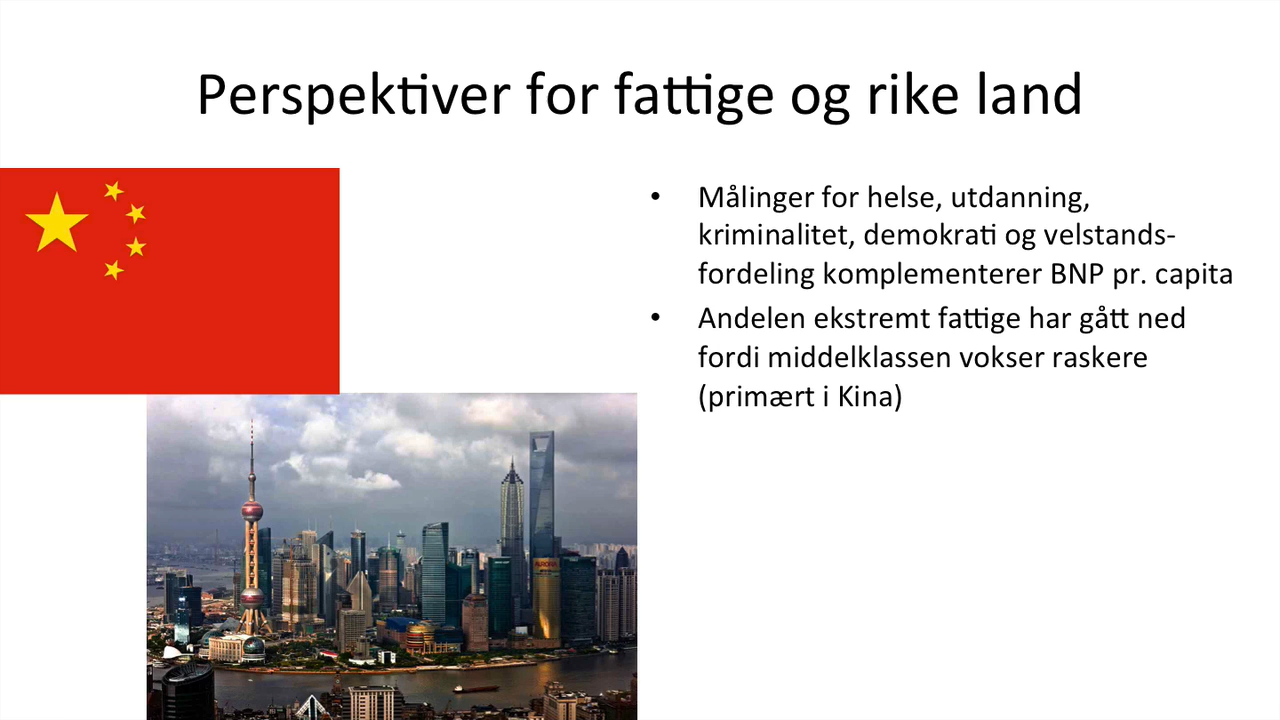 Perspektiver for fattige og rike land
• Målinger for helse, utdanning,
kriminalitet, demokrati og velstands-
fordeling komplementerer BNP pr. capita
• Andelen ekstremt fattige har gått ned
fordi middelklassen vokser raskere
(primært i Kina)
AURORA